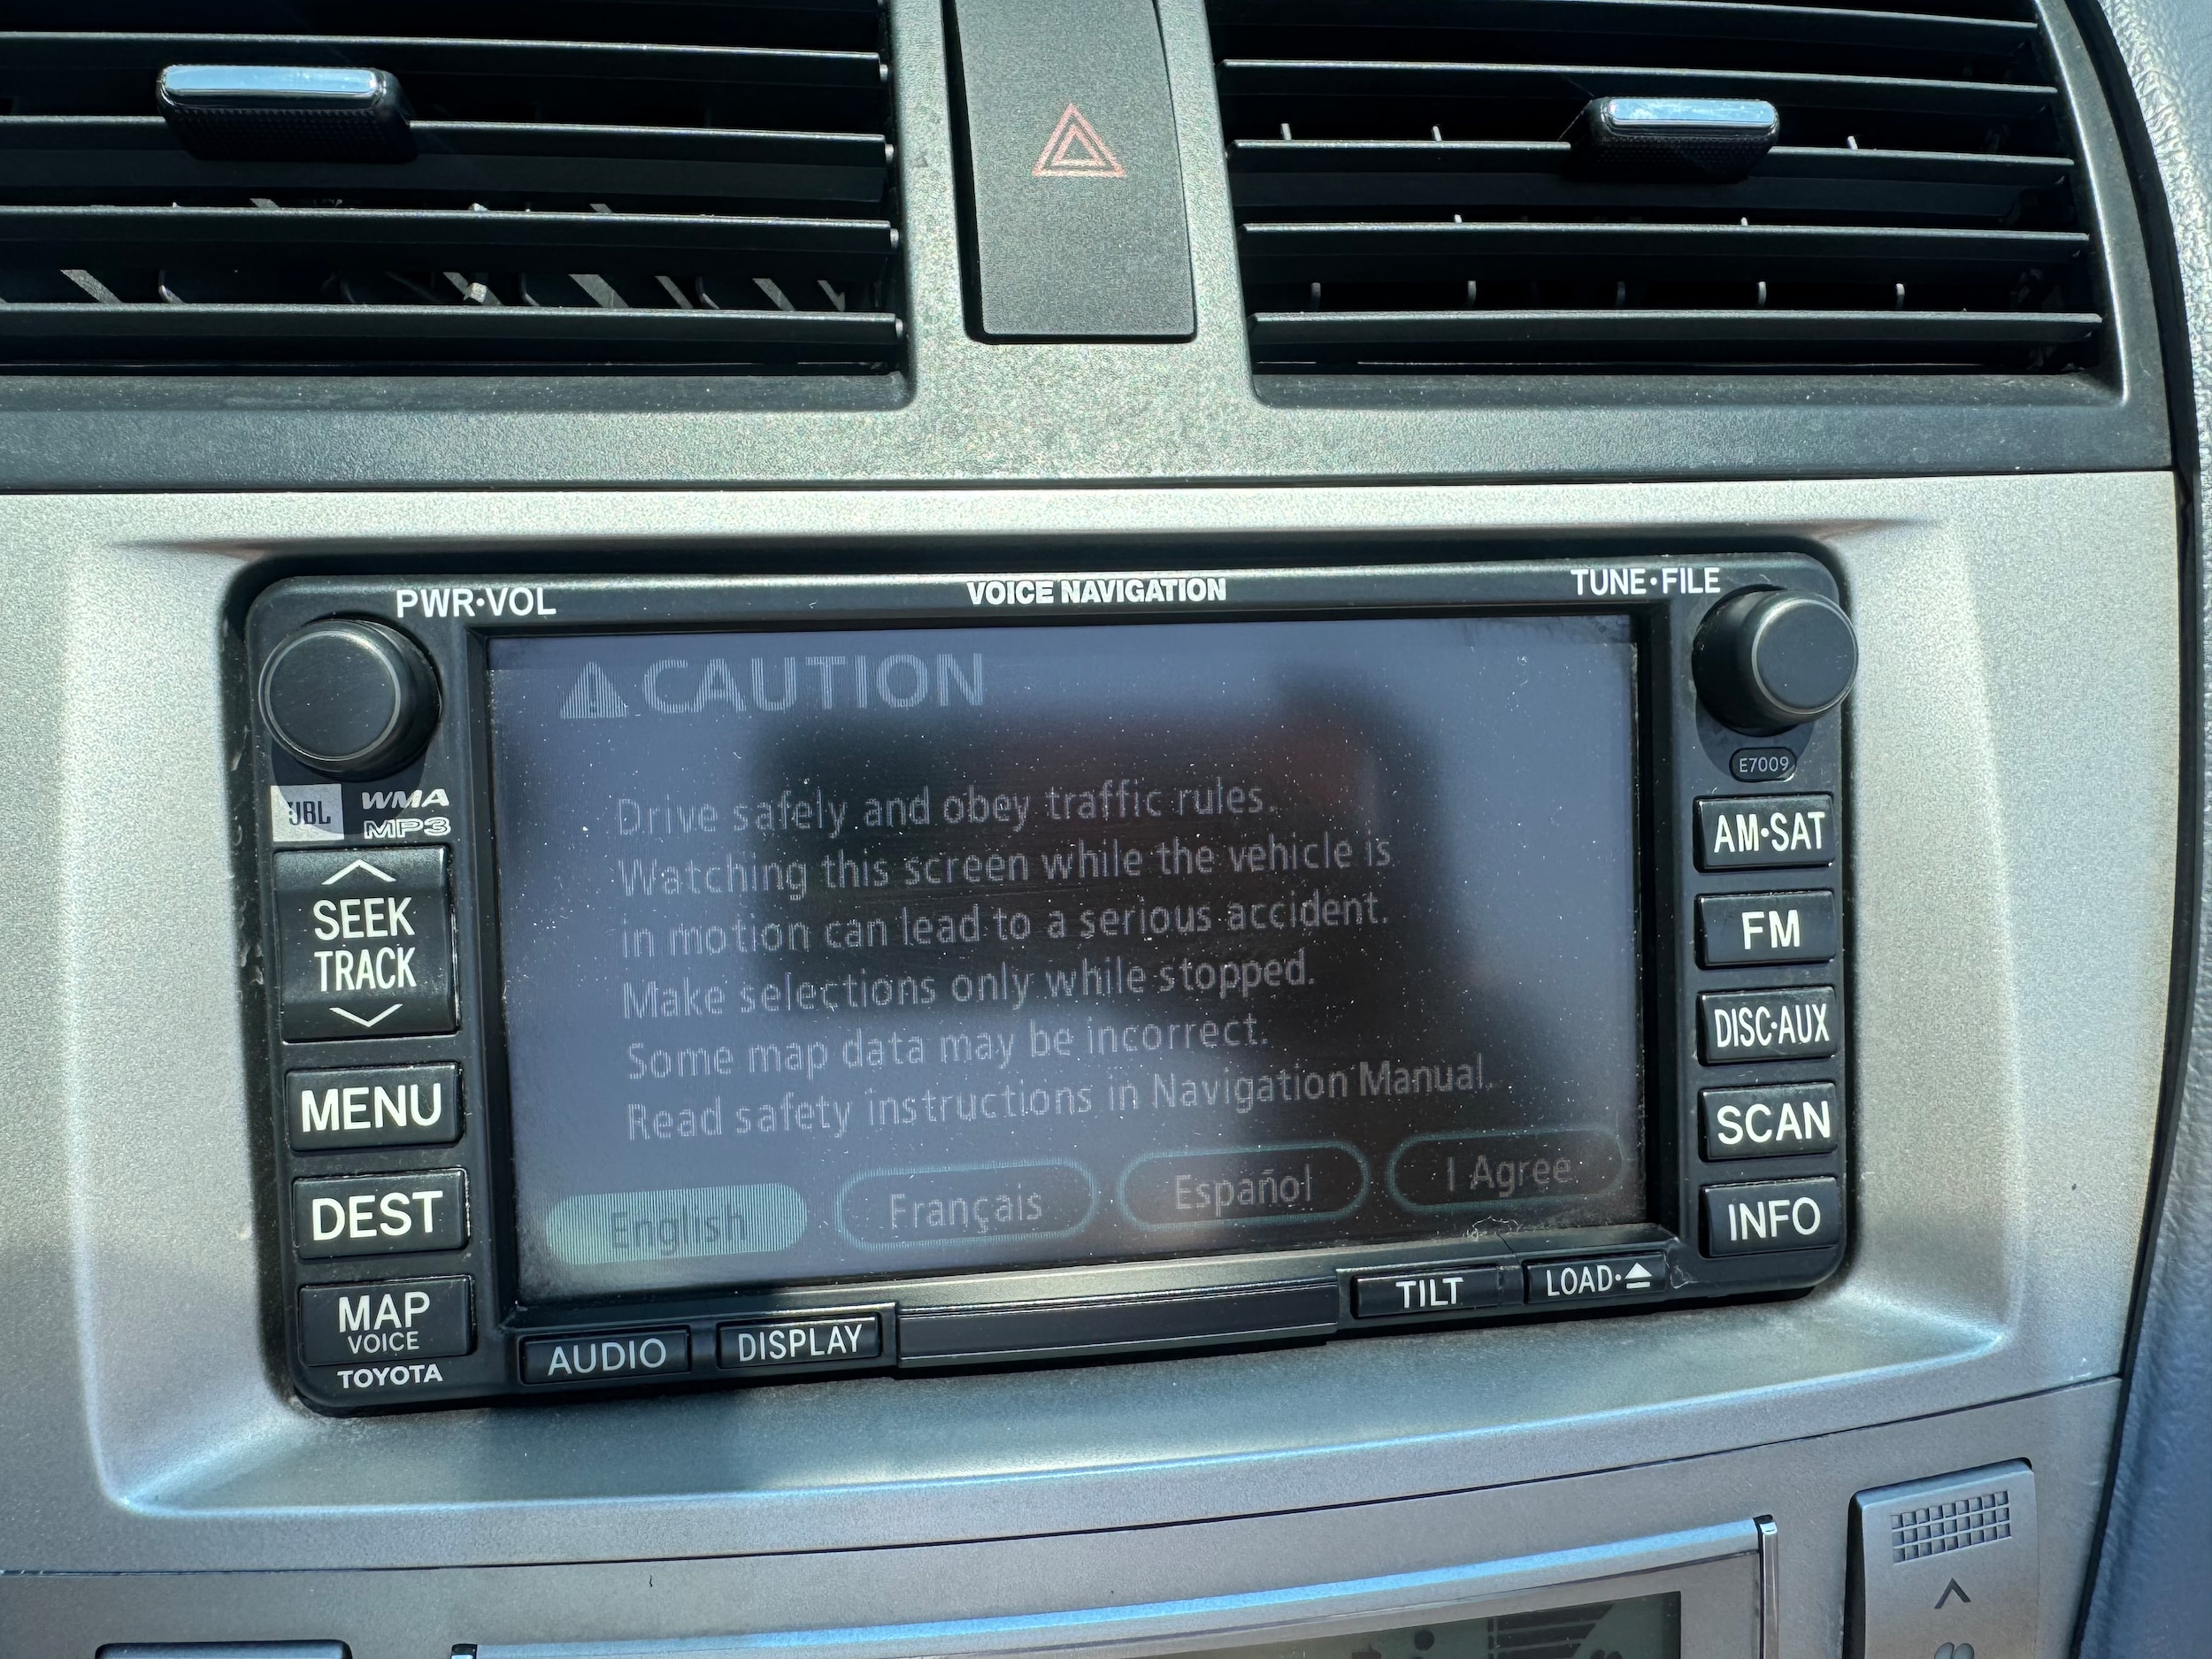 PWR•VOL
VOICE NAVIGATION
TUNE•FILE
CAUTION
E7009
JBL
WMA
MP3
Drive safely and obey traffic rules.
Watching this screen while the vehicle is
in motion can lead to a serious accident.
Make selections only while stopped.
Some map data may be incorrect.
Read safety instructions in Navigation Manual.
English
Français
Español
I Agree
SEEK
TRACK
MENU
DEST
MAP
VOICE
TOYOTA
AM•SAT
FM
DISC•AUX
SCAN
INFO
AUDIO
DISPLAY
TILT
LOAD•